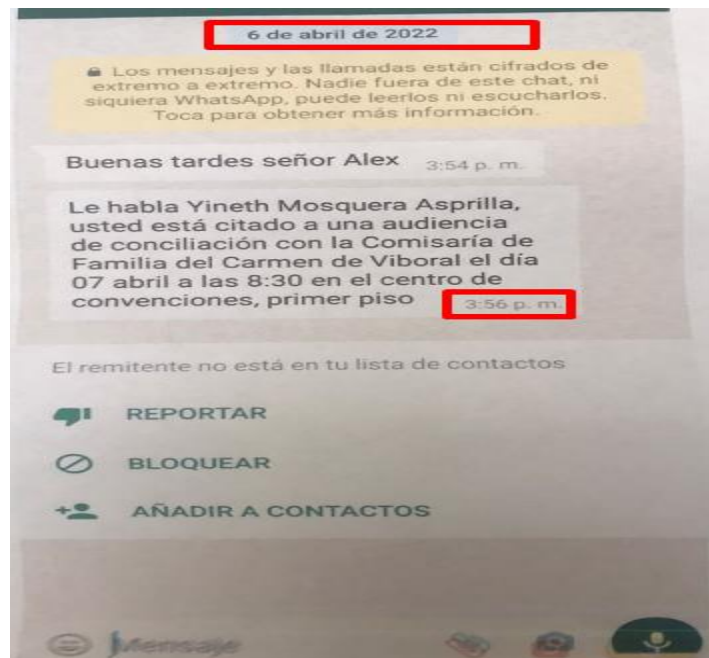 6 de abril de 2022
Los mensajes y las llamadas están cifrados de
extremo a extremo. Nadie fuera de este chat, ni
siquiera WhatsApp, puede leerlos ni escucharlos.
Toca para obtener más información.
Buenas tardes señor Alex 3:54 p. m.
Le habla Yineth Mosquera Asprilla,
usted está citado a una audiencia
de conciliación con la Comisaría de
Familia del Carmen de Viboral el día
07 abril a las 8:30 en el centro de
convenciones, primer piso 3:56 p. m.
El remitente no está en tu lista de contactos
REPORTAR
BLOQUEAR
AÑADIR A CONTACTOS
Mensaje